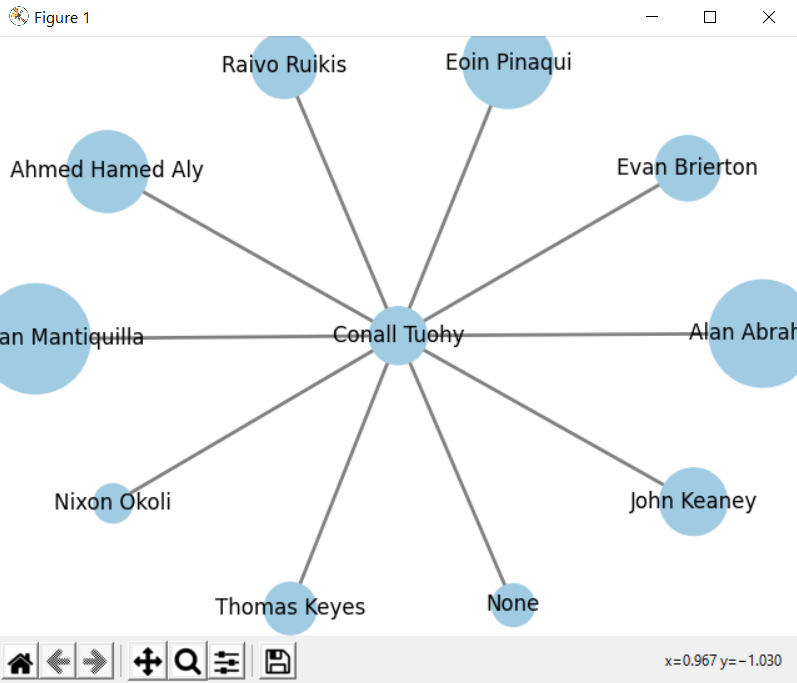 Figure 1
Raivo Ruikis
Eoin Pinaqui
Ahmed Hamed Aly
Evan Brierton
an Mantiquilla
Conall Tuohy
Alan Abrah
Nixon Okoli
John Keaney
Thomas Keyes
None
x=0.967 y=−1.030